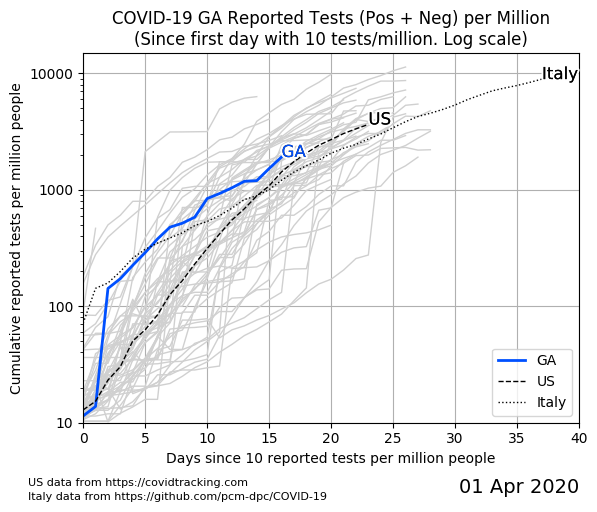 COVID-19 GA Reported Tests (Pos + Neg) per Million
(Since first day with 10 tests/million. Log scale)
Cumulative reported tests per million people
10000
1000
100
10
Italy
US
GA
GA
US
Italy
0 5 10 15 20 25 30 35 40
Days since 10 reported tests per million people
US data from https://covidtracking.com
Italy data from https://github.com/pcm-dpc/COVID-19
01 Apr 2020